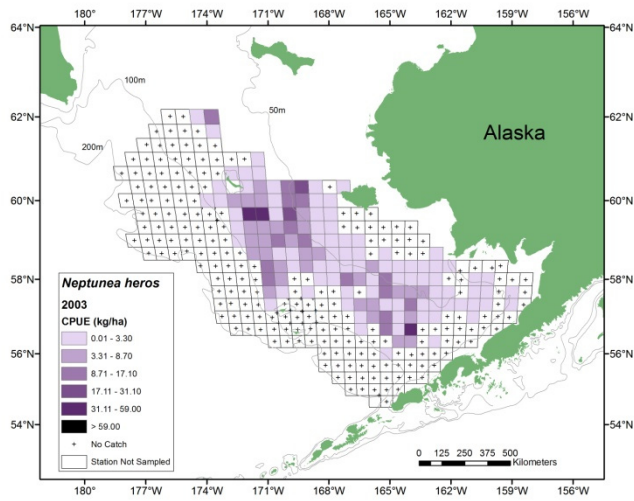 180° 177°W 174°W 171°W 168°W 165°W 162°W 159°W 156°W
64°N 64°N
100m
50m
62°N 62°N
200m
Alaska
60°N 60°N
58°N 58°N
Neptunea heros
2003
CPUE (kg/ha)
0.01 - 3.30
3.31 - 8.70
8.71 - 17.10
17.11 - 31.10
31.11 - 59.00
> 59.00
No Catch
Station Not Sampled
56°N 56°N
54°N 54°N
0 125 250 500
Kilometers
180° 177°W 174°W 171°W 168°W 165°W 162°W 159°W 156°W